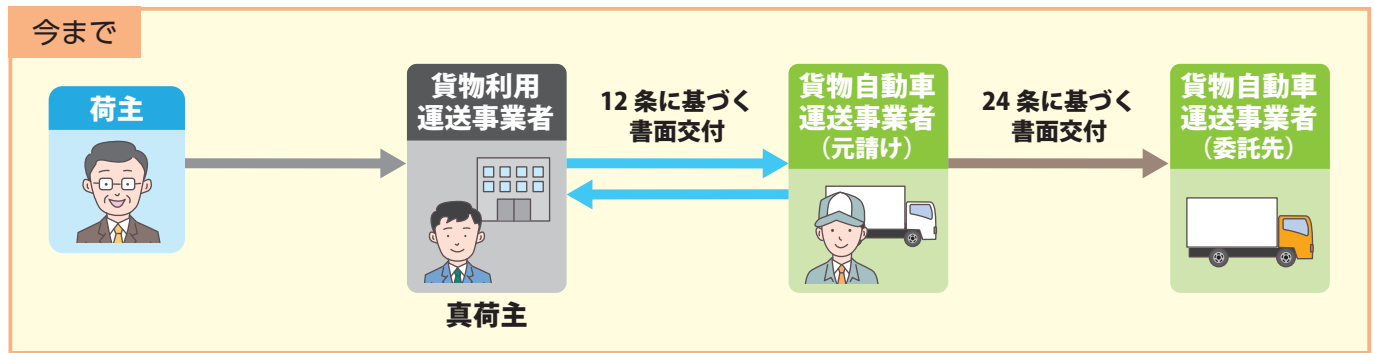 今まで
荷主
貨物利用
運送事業者
真荷主
12 条に基づく
書面交付
貨物自動車
運送事業者
（元請け）
24 条に基づく
書面交付
貨物自動車
運送事業者
（委託先）